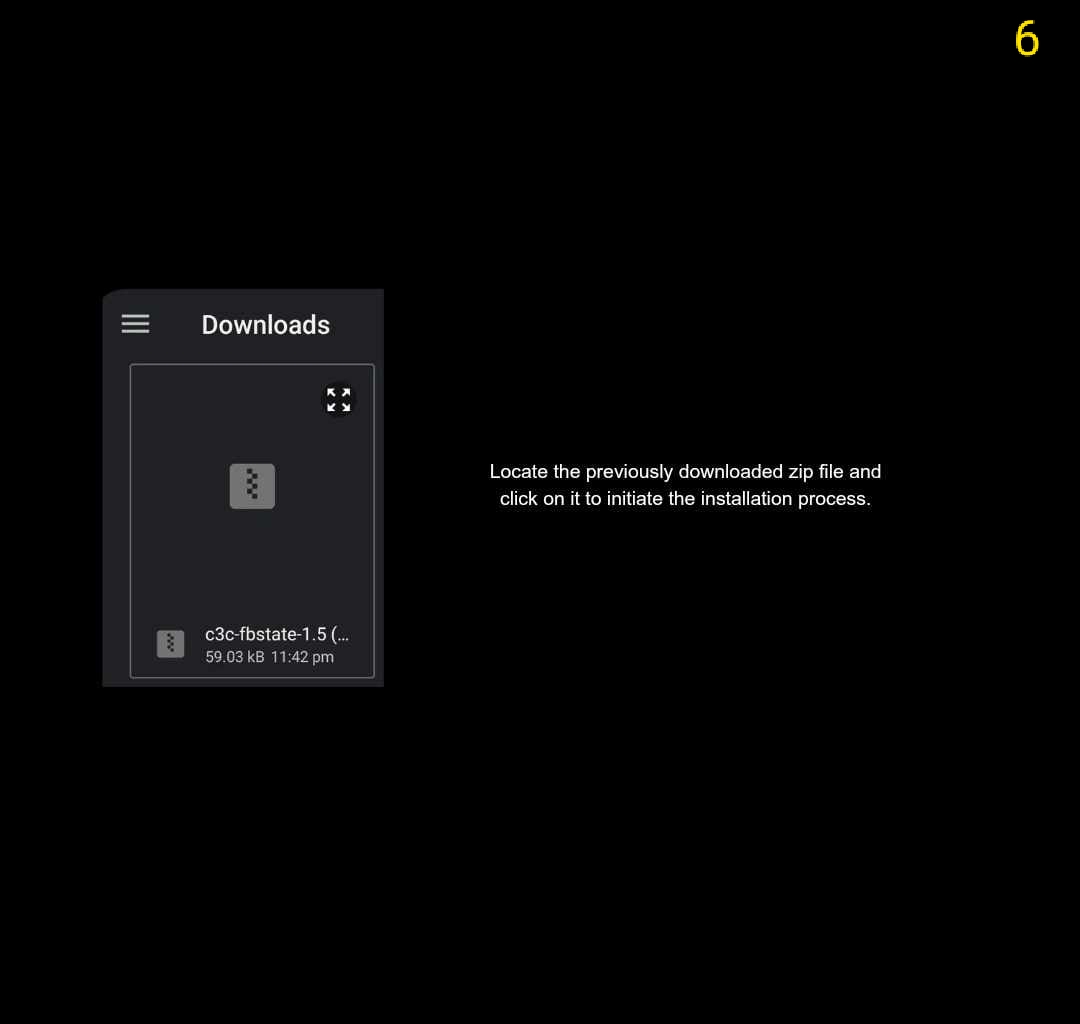 6
Downloads
Locate the previously downloaded zip file and
click on it to initiate the installation process.
c3c-fbstate-1.5 (...
59.03 kB 11:42 pm